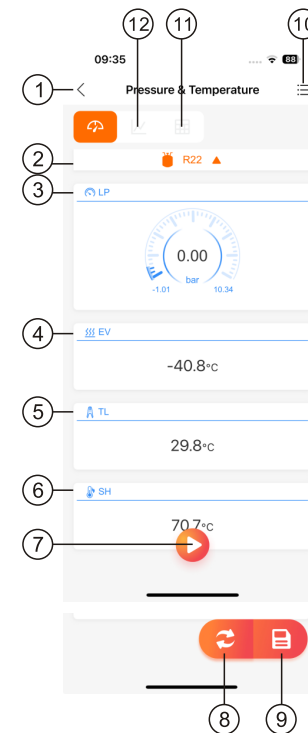 12 11 10
09:35 .... 88
1 Pressure & Temperature
2 R22
3 LP
0.00
bar
-1.01 10.34
4 EV
-40.8°C
5 TL
29.8°C
6 SH
7 70.7°C
8 9